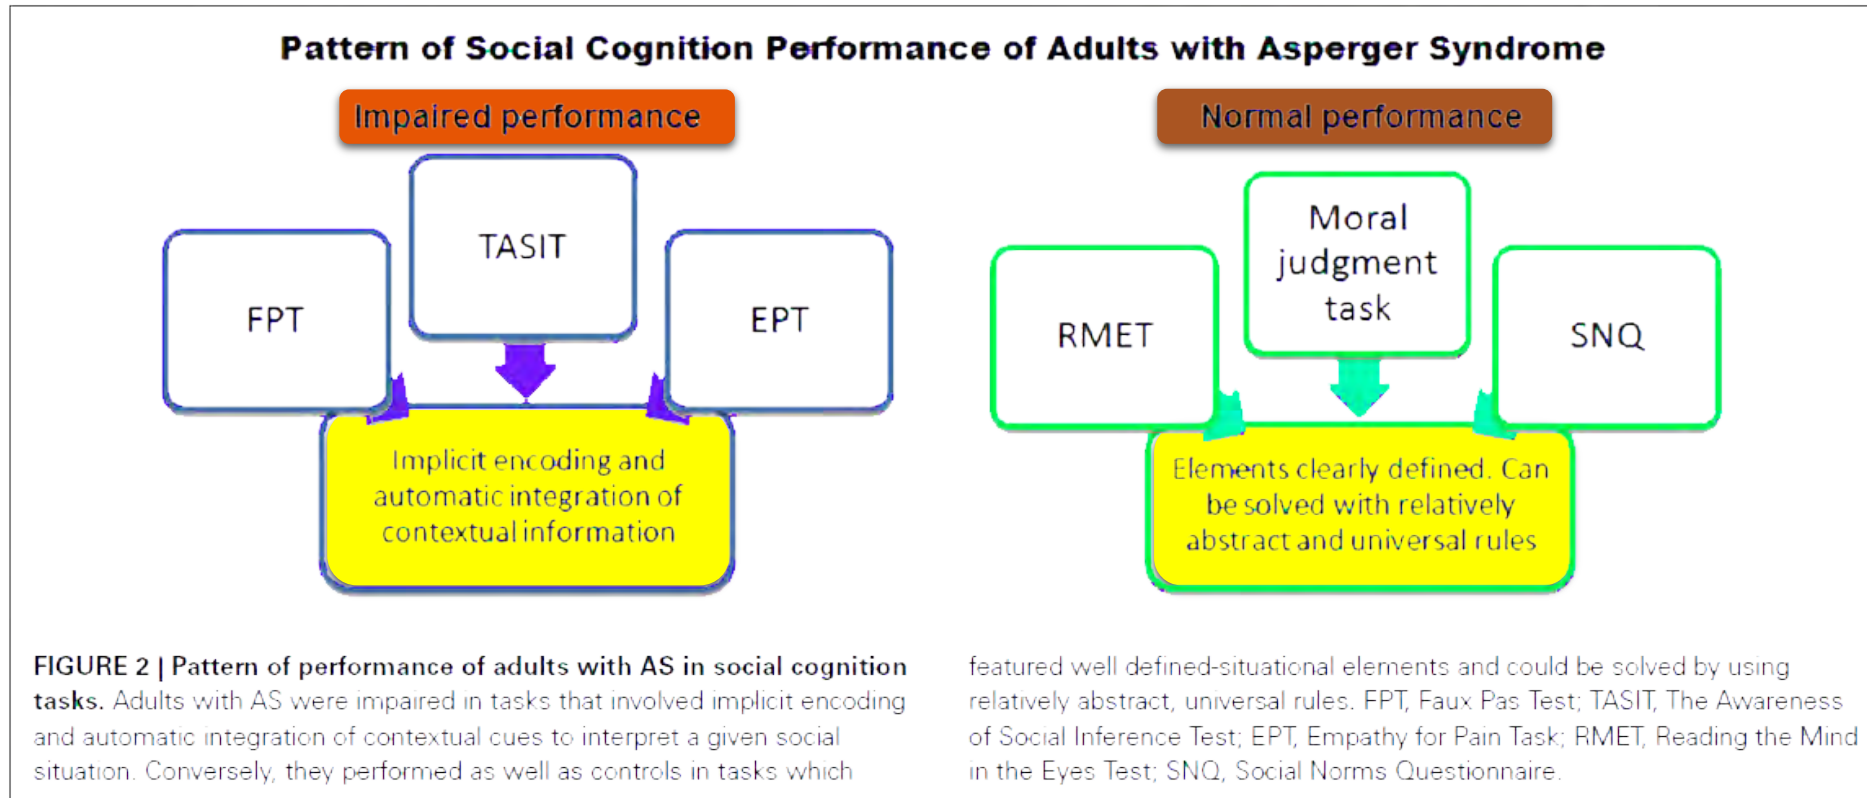 Pattern of Social Cognition Performance of Adults with Asperger Syndrome
Impaired performance
TASIT
FPT
EPT
Implicit encoding and
automatic integration of
contextual information
Normal performance
Moral
judgment
task
RMET
SNQ
Elements clearly defined. Can
be solved with relatively
abstract and universal rules
FIGURE 2 | Pattern of performance of adults with AS in social cognition
tasks. Adults with AS were impaired in tasks that involved implicit encoding
and automatic integration of contextual cues to interpret a given social
situation. Conversely, they performed as well as controls in tasks which
featured well defined-situational elements and could be solved by using
relatively abstract, universal rules. FPT, Faux Pas Test; TASIT, The Awareness
of Social Inference Test; EPT, Empathy for Pain Task; RMET, Reading the Mind
in the Eyes Test; SNQ, Social Norms Questionnaire.